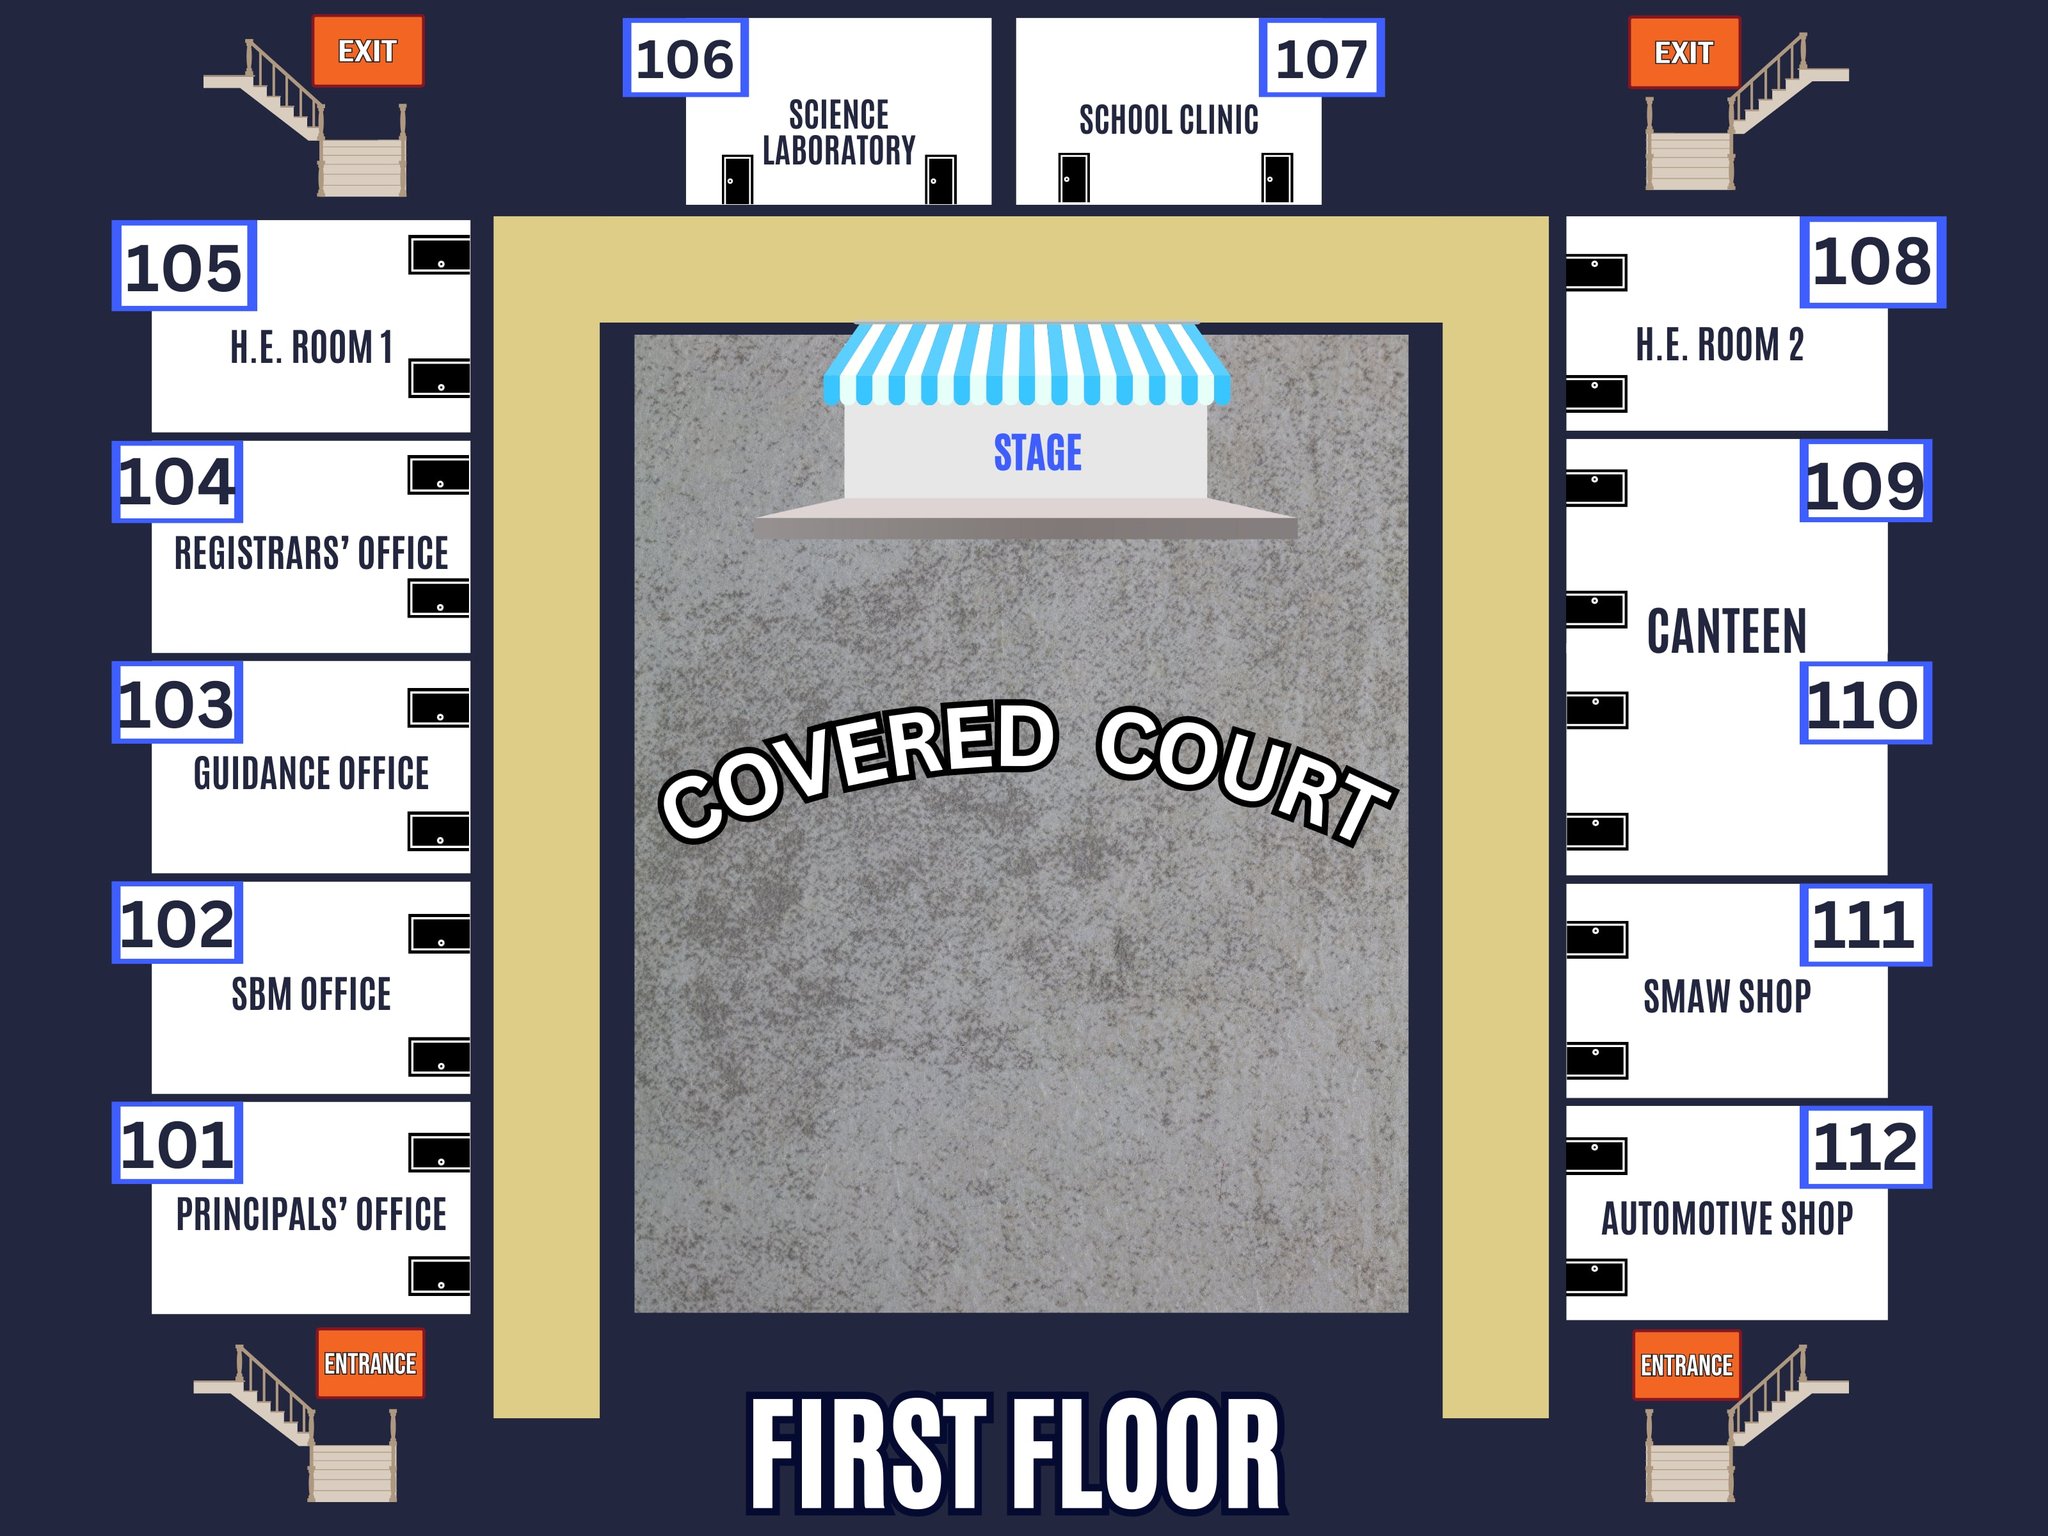 EXIT
106
107
EXIT
SCIENCE
LABORATORY
SCHOOL CLINIC
105
H.E. ROOM 1
108
H.E. ROOM 2
STAGE
104
REGISTRARS’ OFFICE
109
CANTEEN
110
103
GUIDANCE OFFICE
COVERED COURT
102
SBM OFFICE
111
SMAW SHOP
101
PRINCIPALS’ OFFICE
112
AUTOMOTIVE SHOP
ENTRANCE
ENTRANCE
FIRST FLOOR